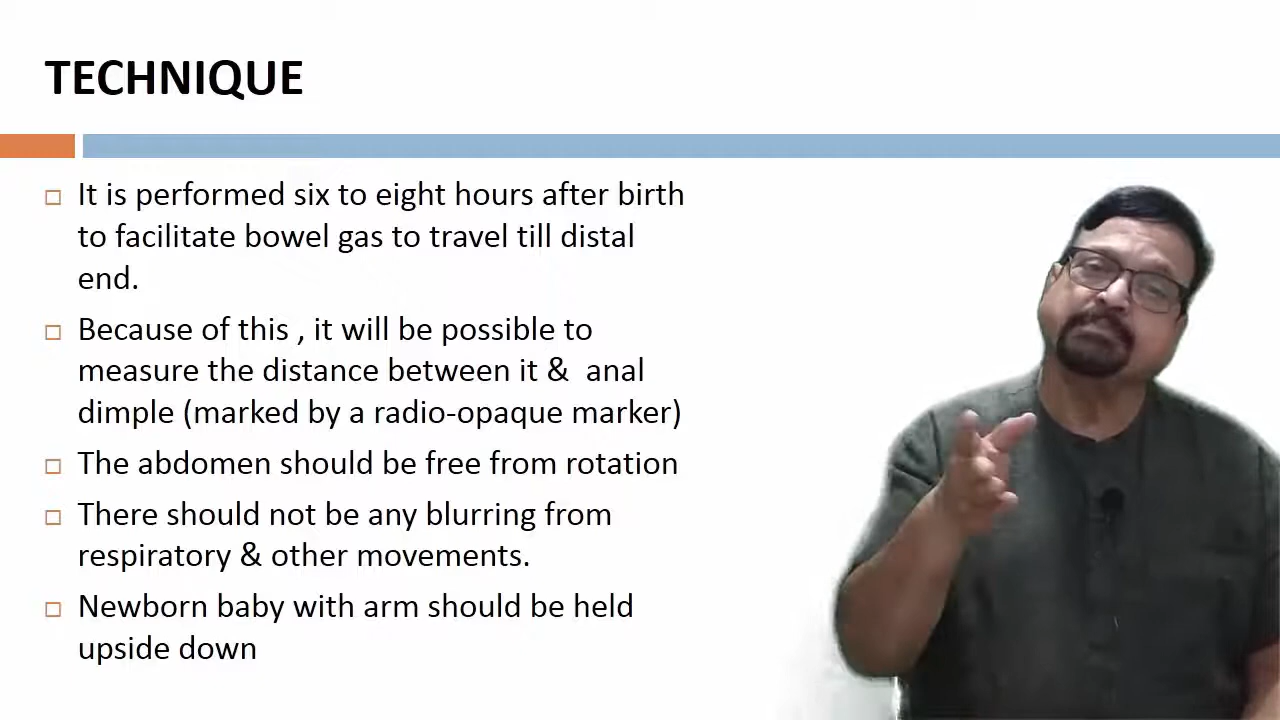 TECHNIQUE
It is performed six to eight hours after birth
to facilitate bowel gas to travel till distal
end.
Because of this , it will be possible to
measure the distance between it & anal
dimple (marked by a radio-opaque marker)
The abdomen should be free from rotation
There should not be any blurring from
respiratory & other movements.
Newborn baby with arm should be held
upside down